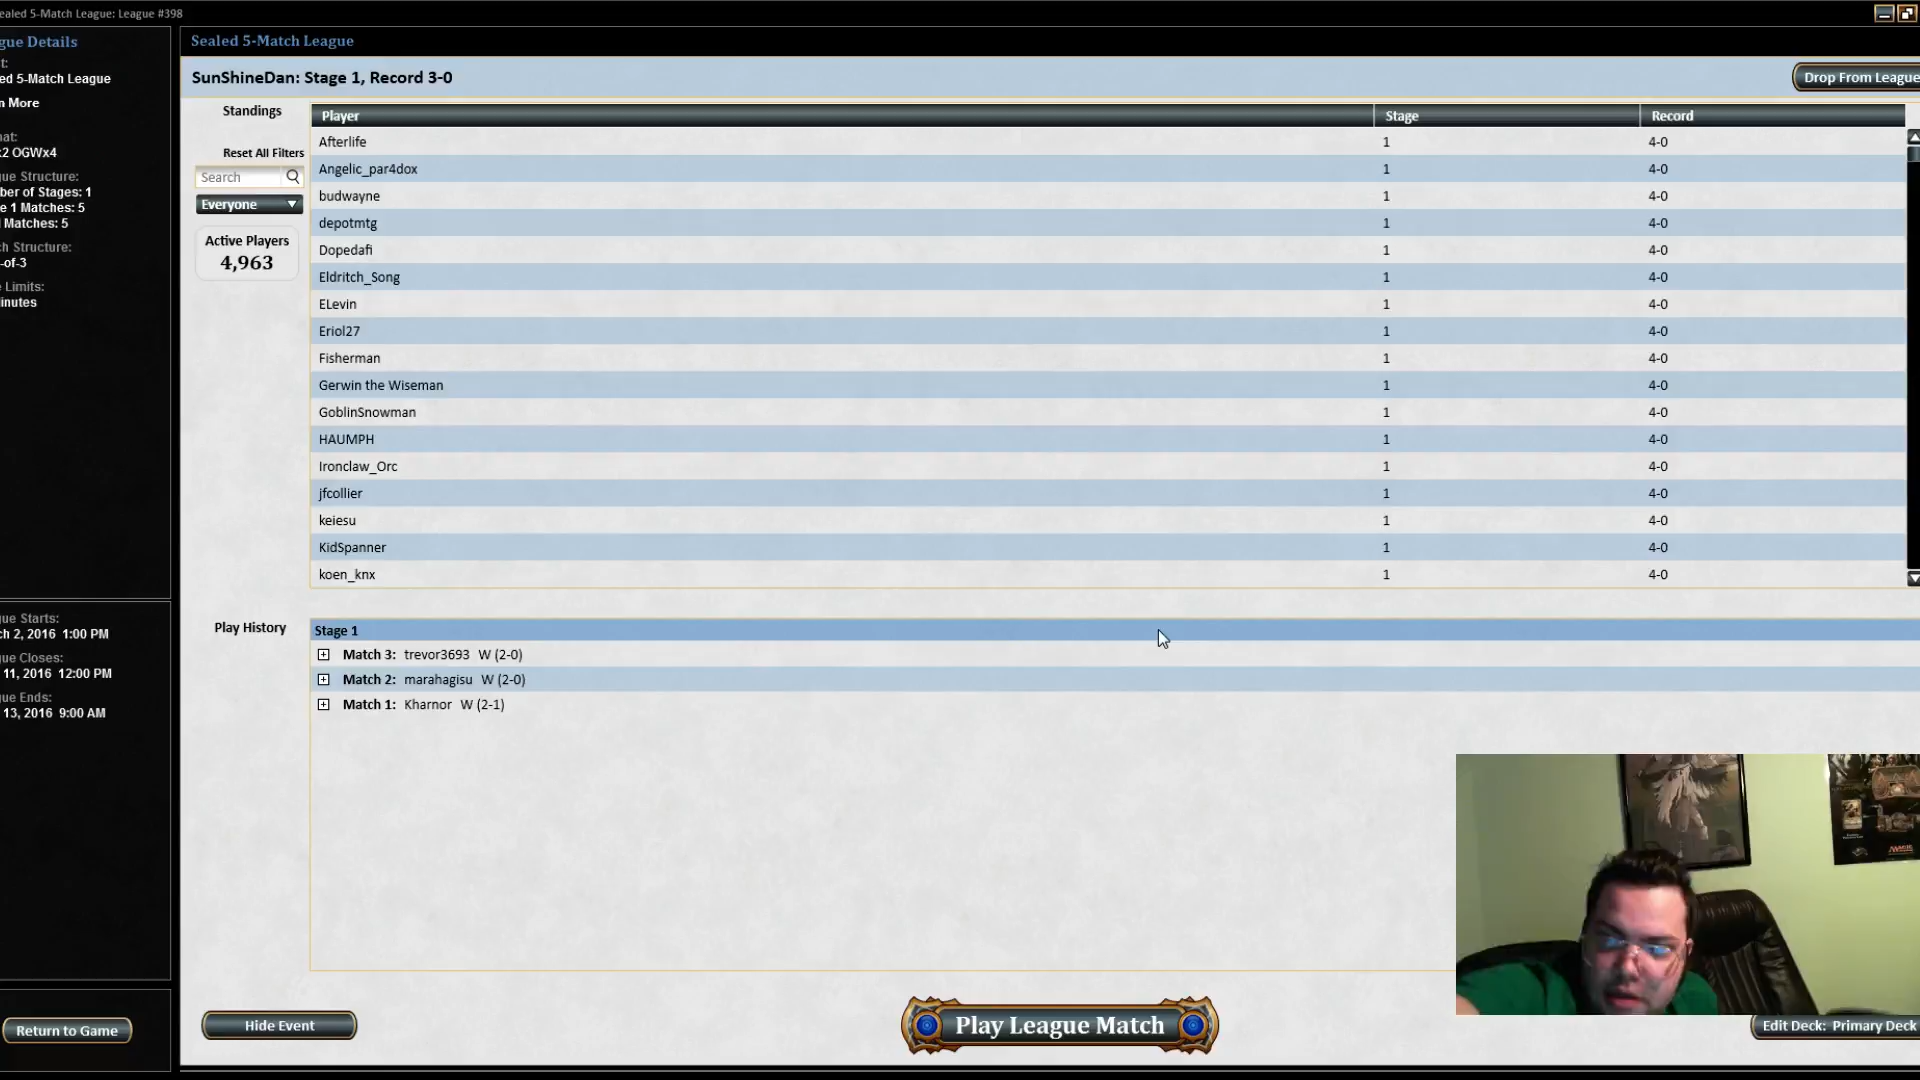 ealed 5-Match League: League #398
gue Details
t:
ed 5-Match League
n More
nat:
x2 OGWx4
gue Structure:
ber of Stages: 1
e 1 Matches: 5
l Matches: 5
ch Structure:
-of-3
e Limits:
inutes
gue Starts:
ch 2, 2016 1:00 PM
gue Closes:
11, 2016 12:00 PM
gue Ends:
13, 2016 9:00 AM
Return to Game
Sealed 5-Match League
SunShineDan: Stage 1, Record 3-0
Drop From League
Standings
Reset All Filters
Search
Everyone
Active Players
4,963
Player Stage Record
Afterlife 1 4-0
Angelic_par4dox 1 4-0
budwayne 1 4-0
depotmtg 1 4-0
Dopedafi 1 4-0
Eldritch_Song 1 4-0
ELevin 1 4-0
Eriol27 1 4-0
Fisherman 1 4-0
Gerwin the Wiseman 1 4-0
GoblinSnowman 1 4-0
HAUMPH 1 4-0
Ironclaw_Orc 1 4-0
jfcollier 1 4-0
keiesu 1 4-0
KidSpanner 1 4-0
koen_knx 1 4-0
Play History
Stage 1
Match 3: trevor3693 W (2-0)
Match 2: marahagisu W (2-0)
Match 1: Kharnor W (2-1)
Hide Event
Play League Match
Edit Deck: Primary Deck